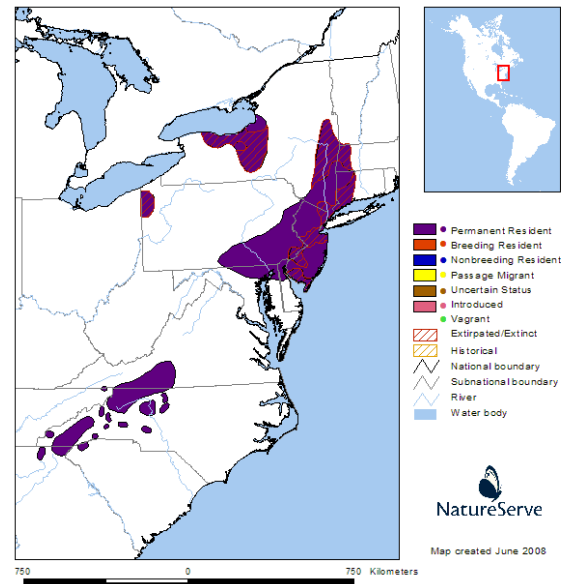 Permanent Resident
Breeding Resident
Nonbreeding Resident
Passage Migrant
Uncertain Status
Introduced
Vagrant
Extirpated/Extinct
Historical
National boundary
Subnational boundary
River
Water body
NatureServe
Map created June 2008
750 0 750 Kilometers